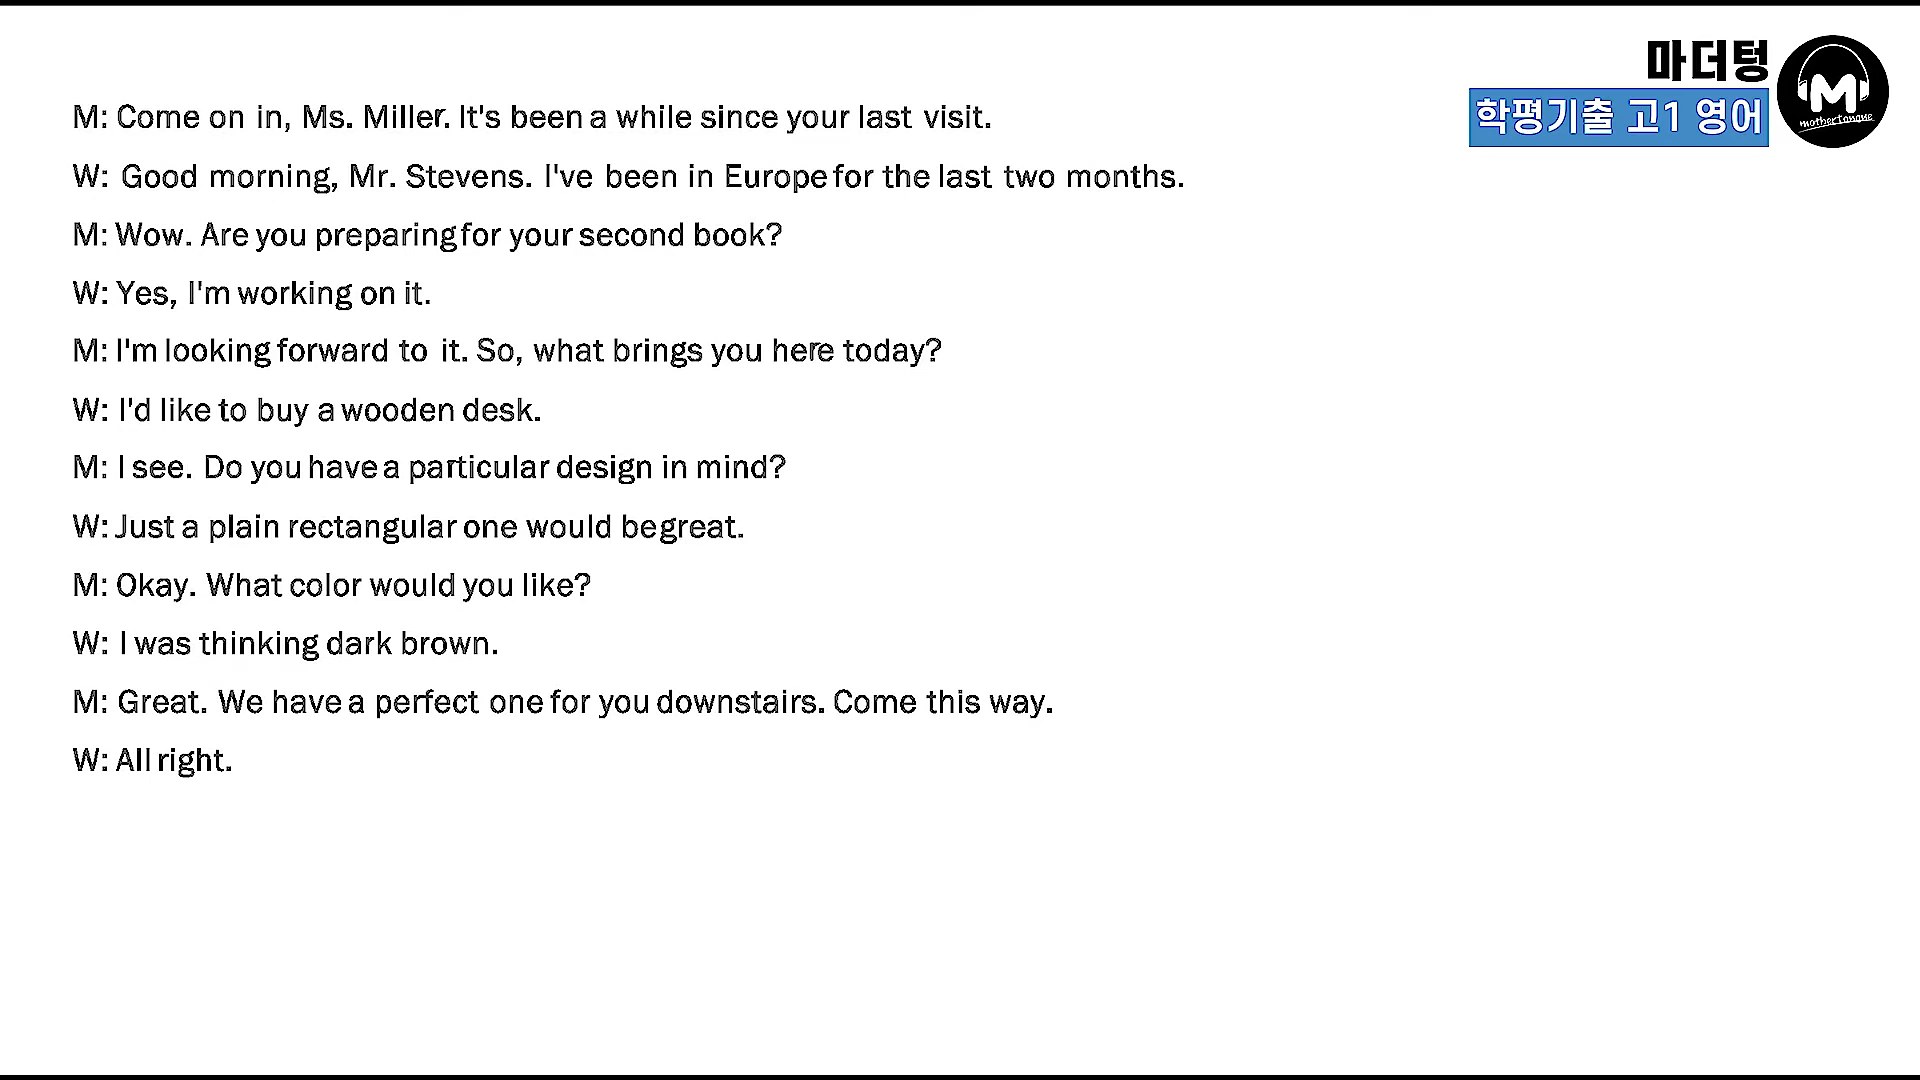 마더텅
학평기출 고1 영어
mothertongue
M: Come on in, Ms. Miller. It's been a while since your last visit.
W: Good morning, Mr. Stevens. I've been in Europe for the last two months.
M: Wow. Are you preparing for your second book?
W: Yes, I'm working on it.
M: I'm looking forward to it. So, what brings you here today?
W: I'd like to buy a wooden desk.
M: I see. Do you have a particular design in mind?
W: Just a plain rectangular one would be great.
M: Okay. What color would you like?
W: I was thinking dark brown.
M: Great. We have a perfect one for you downstairs. Come this way.
W: All right.